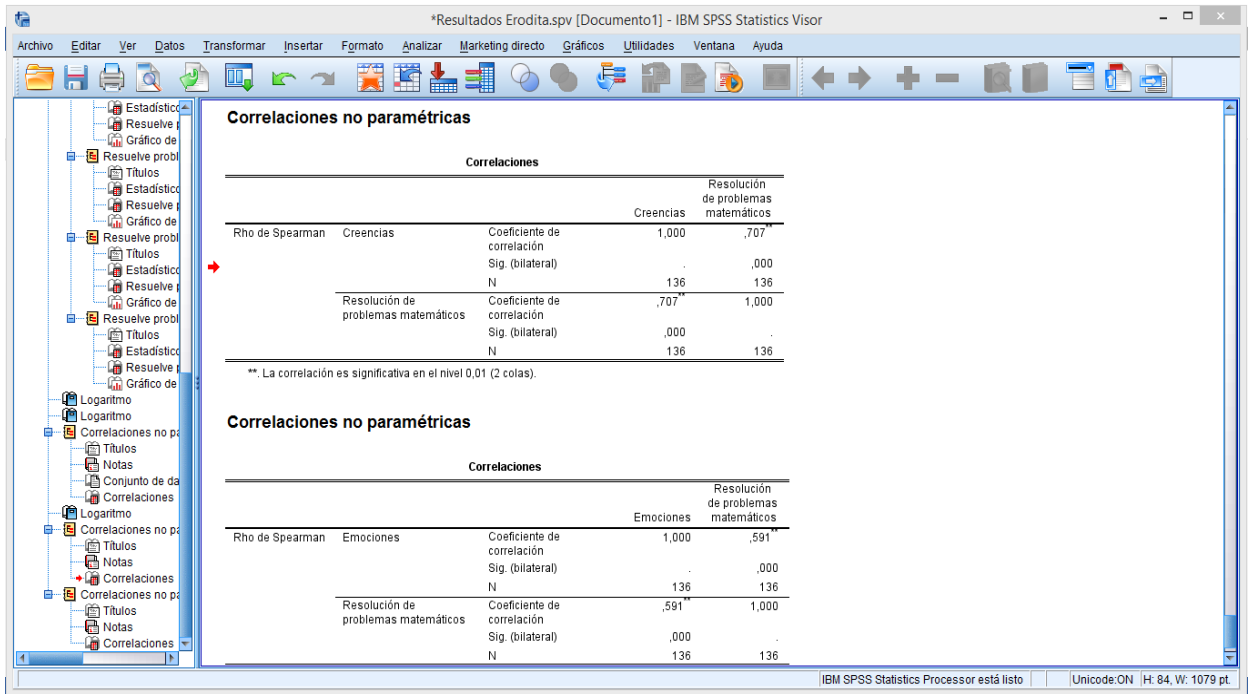 *Resultados Erodita.spv [Documento1] - IBM SPSS Statistics Visor
Archivo Editar Ver Datos Transformar Insertar Formato Analizar Marketing directo Gráficos Utilidades Ventana Ayuda
Estadístico
Resuelve p
Gráfico de
Resuelve probl
Títulos
Estadístico
Resuelve p
Gráfico de
Resuelve probl
Títulos
Estadístico
Resuelve p
Gráfico de
Resuelve probl
Títulos
Estadístico
Resuelve p
Gráfico de
Logaritmo
Logaritmo
Correlaciones no pa
Títulos
Notas
Conjunto de da
Correlaciones
Logaritmo
Correlaciones no pa
Títulos
Notas
Correlaciones
Correlaciones no pa
Títulos
Notas
Correlaciones
Correlaciones no paramétricas
Correlaciones
Creencias
Resolución
de problemas
matemáticos
Rho de Spearman Creencias Coeficiente de
correlación 1,000 ,707**
Sig. (bilateral) . ,000
N 136 136
Resolución de
problemas matemáticos
Coeficiente de
correlación ,707** 1,000
Sig. (bilateral) ,000 .
N 136 136
**. La correlación es significativa en el nivel 0,01 (2 colas).
Correlaciones no paramétricas
Correlaciones
Emociones
Resolución
de problemas
matemáticos
Rho de Spearman Emociones Coeficiente de
correlación 1,000 ,591**
Sig. (bilateral) . ,000
N 136 136
Resolución de
problemas matemáticos
Coeficiente de
correlación ,591** 1,000
Sig. (bilateral) ,000 .
N 136 136
IBM SPSS Statistics Processor está listo Unicode:ON H: 84, W: 1079 pt.